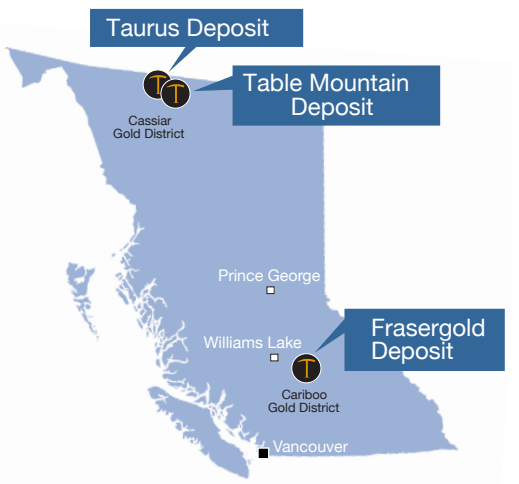 Taurus Deposit
Table Mountain
Deposit
Cassiar
Gold District
Prince George
Williams Lake
Frasergold
Deposit
Cariboo
Gold District
Vancouver